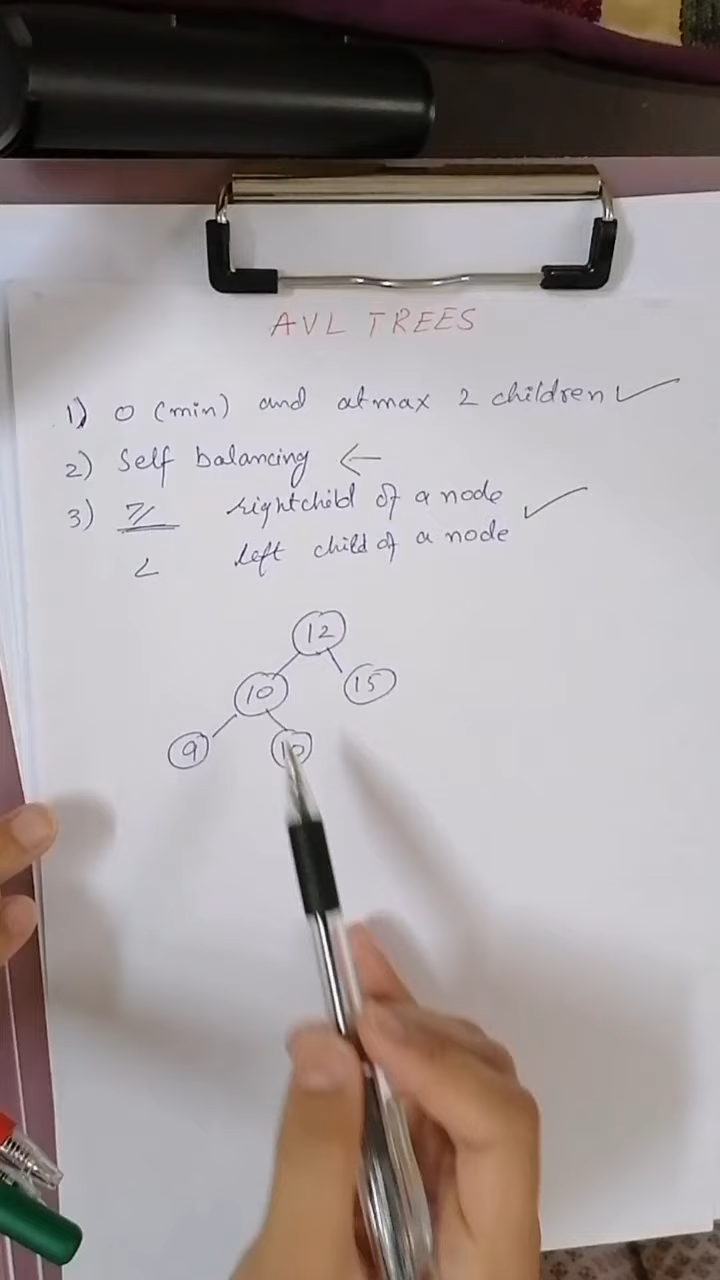 AVL TREES
1) 0 (min) and atmax 2 children ✓
2) Self balancing ←
3) ≥ rightchild of a node ✓
< left child of a node
12
10 15
9 10